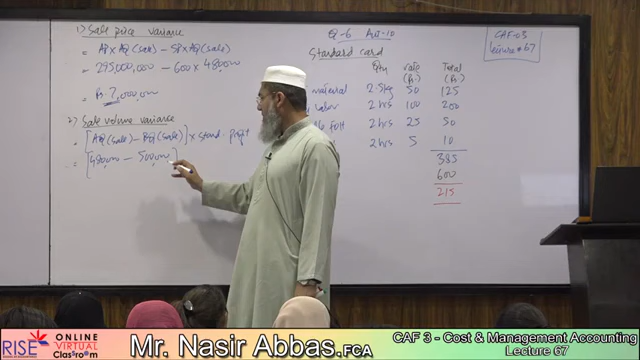 1) Sale price variance
= AP x AQ (sale) - SP x AQ (sale)
= 295,000,000 - 600 x 480,000
= Rs. 7,000,000
2) Sale volume variance
= [AQ (sale) - BQ (sale)] x stand. profit
= [480,000 - 500,000]
Q-6
Standard card
Qty rate (Rs.) Total (Rs.)
material 2.5kg 50 125
labor 2 hrs 100 200
FOH 2 hrs 25 50
2 hrs 5 10
385
600
215
CAF-03
Lecture # 67
RISE
ONLINE
VIRTUAL
Classroom
Mr. Nasir Abbas.FCA
CAF 3 - Cost & Management Accounting
Lecture 67